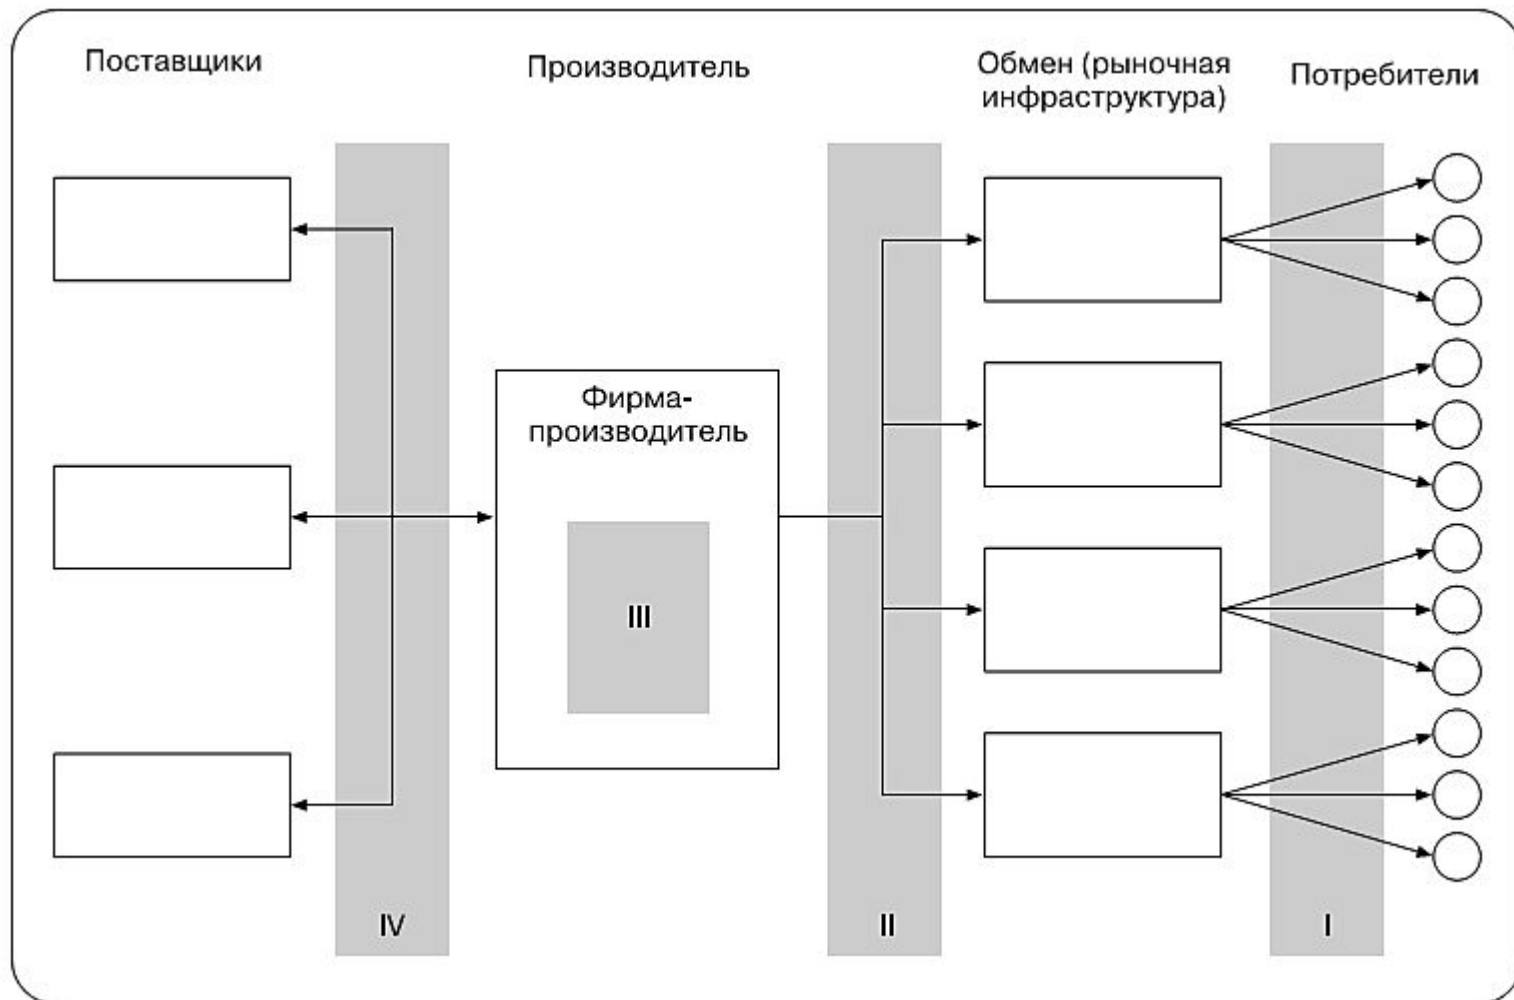 Поставщики
Производитель
Обмен (рыночная
инфраструктура)
Потребители
Фирма-
производитель
III
IV
II
I